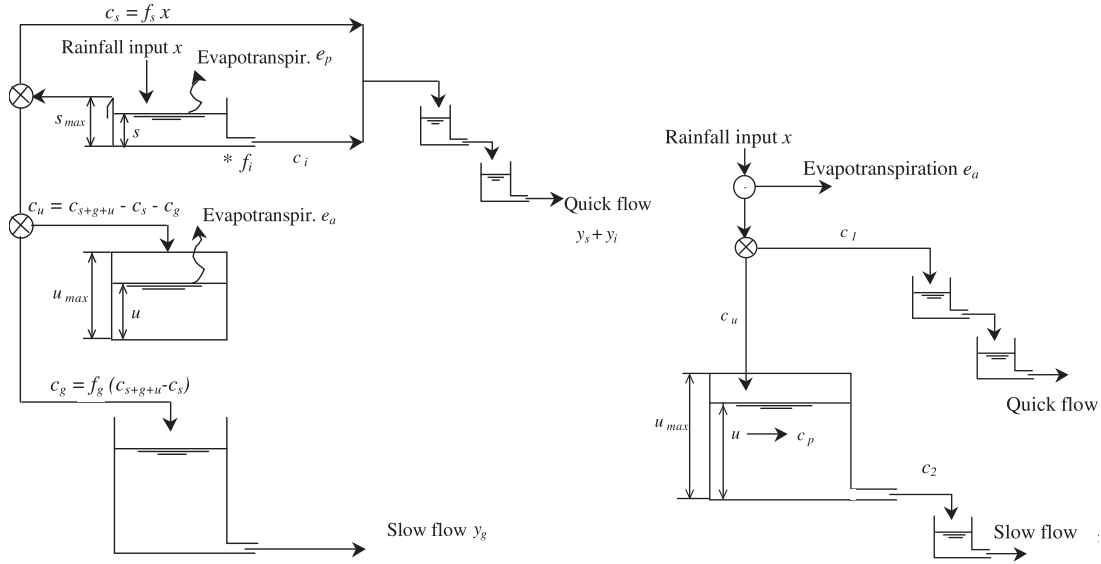 c_s = f_s x
Rainfall input x
Evapotranspir. e_p
s_max
s
* f_i
c_i
Quick flow
y_s + y_i
c_u = c_{s+g+u} - c_s - c_g
Evapotranspir. e_a
u_max
u
c_g = f_g (c_{s+g+u}-c_s)
Slow flow y_g
Rainfall input x
-
Evapotranspiration e_a
c_1
c_u
Quick flow
u_max
u
c_p
c_2
Slow flow